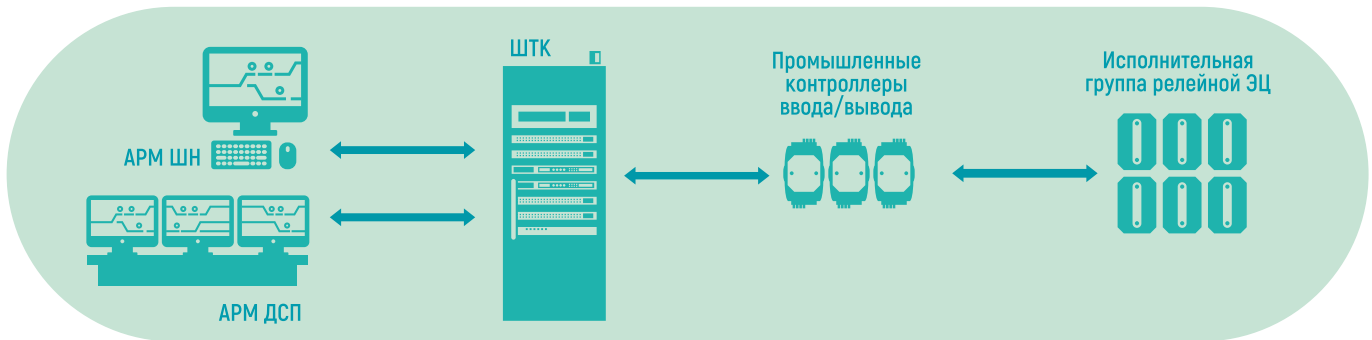 АРМ ШН
АРМ ДСП
ШТК
Промышленные
контроллеры
ввода/вывода
Исполнительная
группа релейной ЭЦ